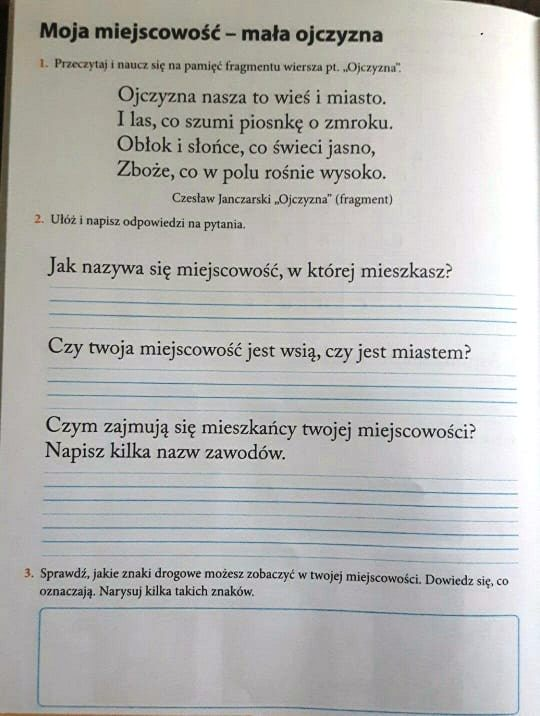 Moja miejscowość – mała ojczyzna
1. Przeczytaj i naucz się na pamięć fragmentu wiersza pt. „Ojczyzna”.
Ojczyzna nasza to wieś i miasto.
I las, co szumi piosnkę o zmroku.
Obłok i słońce, co świeci jasno,
Zboże, co w polu rośnie wysoko.
Czesław Janczarski „Ojczyzna” (fragment)
2. Ułóż i napisz odpowiedzi na pytania.
Jak nazywa się miejscowość, w której mieszkasz?
Czy twoja miejscowość jest wsią, czy jest miastem?
Czym zajmują się mieszkańcy twojej miejscowości?
Napisz kilka nazw zawodów.
3. Sprawdź, jakie znaki drogowe możesz zobaczyć w twojej miejscowości. Dowiedz się, co
oznaczają. Narysuj kilka takich znaków.